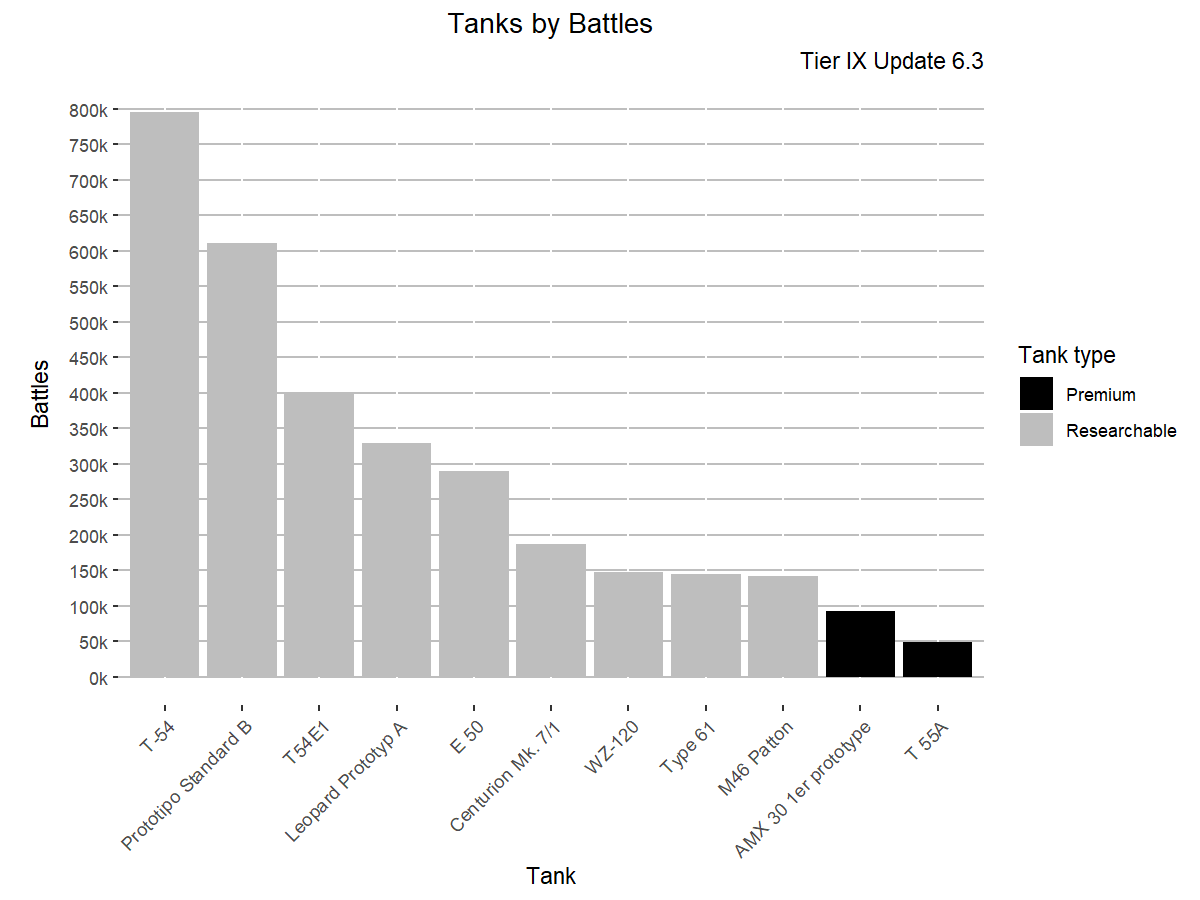 Tanks by Battles
Tier IX Update 6.3
Battles
800k
750k
700k
650k
600k
550k
500k
450k
400k
350k
300k
250k
200k
150k
100k
50k
0k
T-54
Prototipo Standard B
T54E1
Leopard Prototyp A
E 50
Centurion Mk. 7/1
WZ-120
Type 61
M46 Patton
AMX 30 1er prototype
T 55A
Tank
Tank type
Premium
Researchable